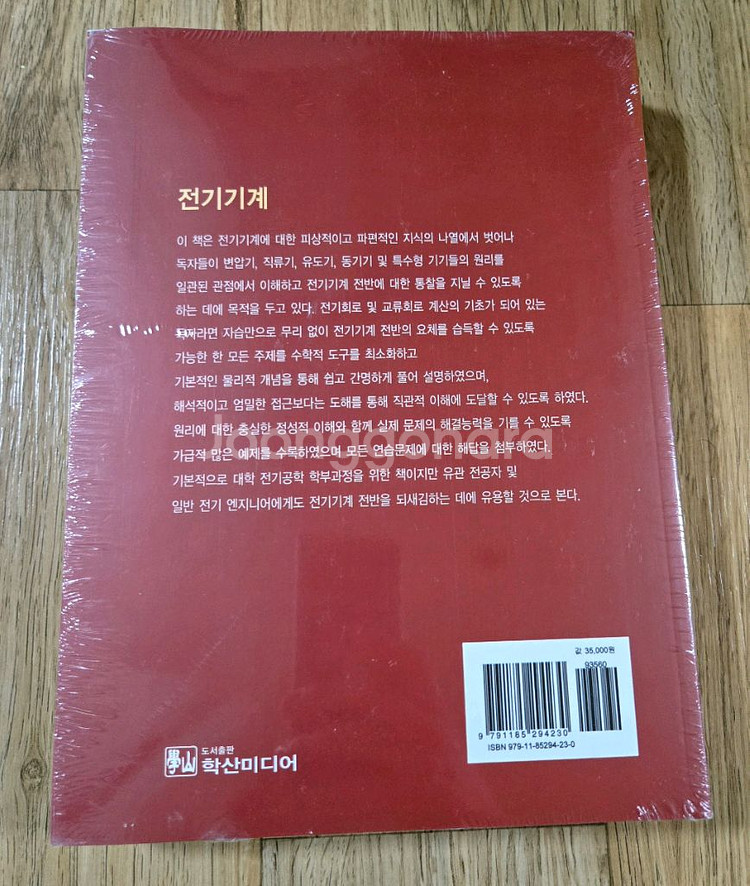 전기기계
이 책은 전기기계에 대한 피상적이고 파편적인 지식의 나열에서 벗어나
독자들이 변압기, 직류기, 유도기, 동기기 및 특수형 기기들의 원리를
일관된 관점에서 이해하고 전기기계 전반에 대한 통찰을 지닐 수 있도록
하는 데에 목적을 두고 있다. 전기회로 및 교류회로 계산의 기초가 되어 있는
독자라면 자습만으로 무리 없이 전기기계 전반의 요체를 습득할 수 있도록
가능한 한 모든 주제를 수학적 도구를 최소화하고
기본적인 물리적 개념을 통해 쉽고 간명하게 풀어 설명하였으며,
해석적이고 엄밀한 접근보다는 도해를 통해 직관적 이해에 도달할 수 있도록 하였다.
원리에 대한 충실한 정성적 이해와 함께 실제 문제의 해결능력을 기를 수 있도록
가급적 많은 예제를 수록하였으며 모든 연습문제에 대한 해답을 첨부하였다.
기본적으로 대학 전기공학 학부과정을 위한 책이지만 유관 전공자 및
일반 전기 엔지니어에게도 전기기계 전반을 되새김하는 데에 유용할 것으로 본다.
Joonggonara
값 35,000원
93560
9 791185 294230
ISBN 979-11-85294-23-0
學山
도서출판
학산미디어